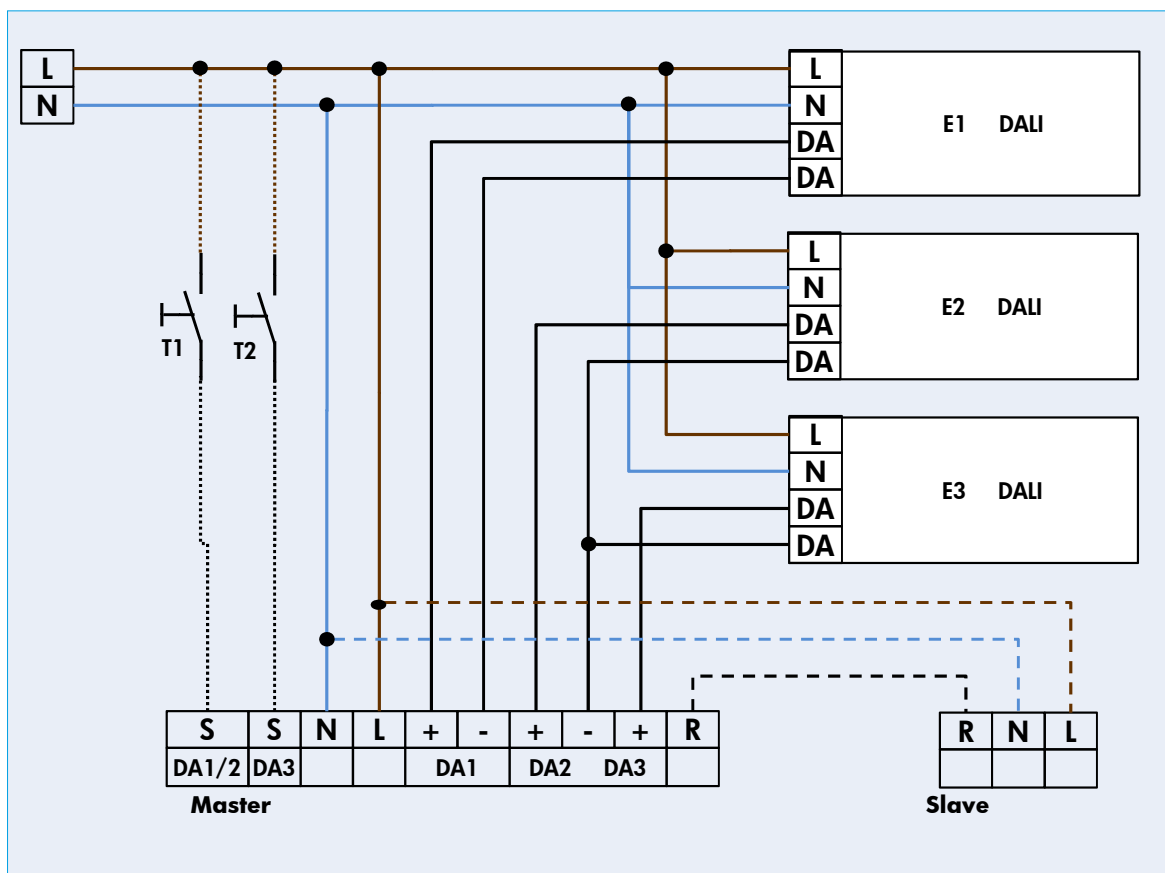 L
N
L
N
DA
DA
E1 DALI
L
N
DA
DA
E2 DALI
T1
T2
L
N
DA
DA
E3 DALI
S S N L + - + - + R
DA1/2 DA3 DA1 DA2 DA3
Master
R N L
Slave